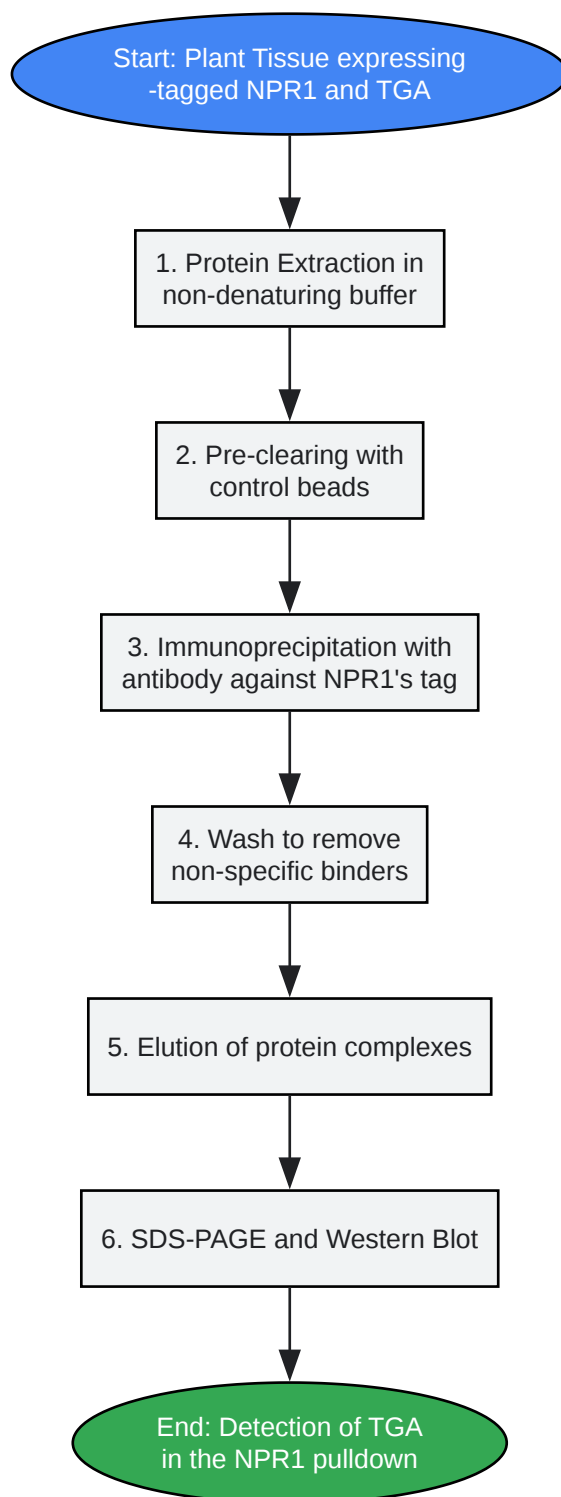 Start: Plant Tissue expressing
-tagged NPR1 and TGA
1. Protein Extraction in
non-denaturing buffer
2. Pre-clearing with
control beads
3. Immunoprecipitation with
antibody against NPR1's tag
4. Wash to remove
non-specific binders
5. Elution of protein complexes
6. SDS-PAGE and Western Blot
End: Detection of TGA
in the NPR1 pulldown